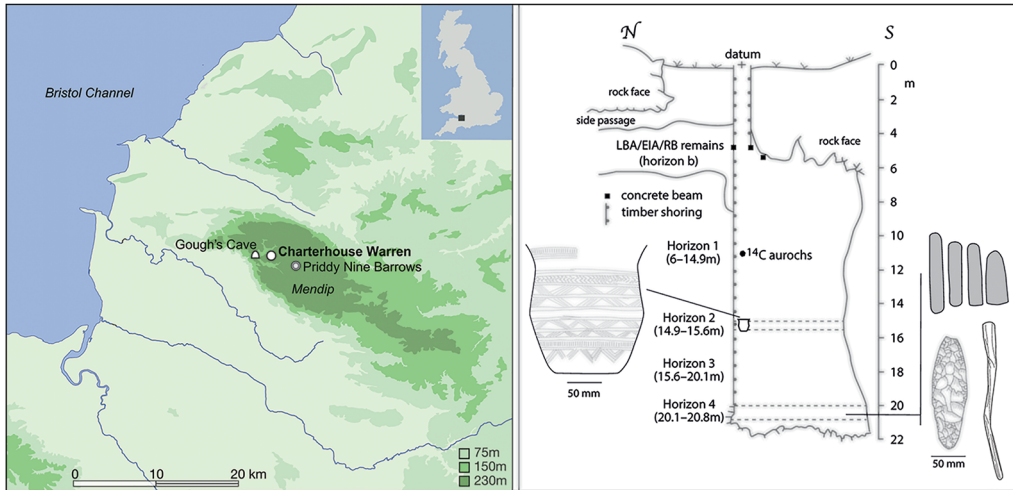 Bristol Channel
Gough's Cave
Charterhouse Warren
Priddy Nine Barrows
Mendip
0 10 20 km
75m
150m
230m
N
S
datum
0
m
2
4
6
8
10
12
14
16
18
20
22
rock face
side passage
rock face
LBA/EIA/RB remains
(horizon b)
concrete beam
timber shoring
Horizon 1
(6–14.9m)
14C aurochs
Horizon 2
(14.9–15.6m)
Horizon 3
(15.6–20.1m)
Horizon 4
(20.1–20.8m)
50 mm
50 mm